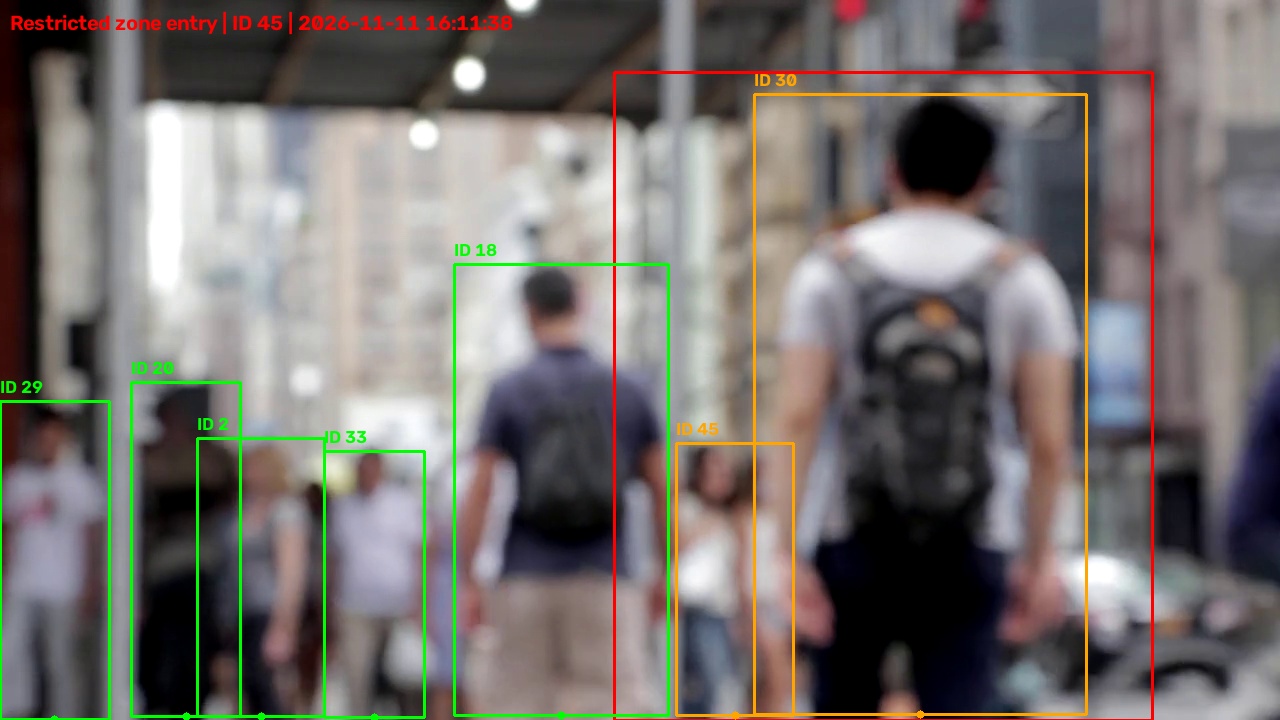 Restricted zone entry | ID 45 | 2026-11-11 16:11:38
ID 30
ID 18
ID 20
ID 29
ID 2
ID 33
ID 45